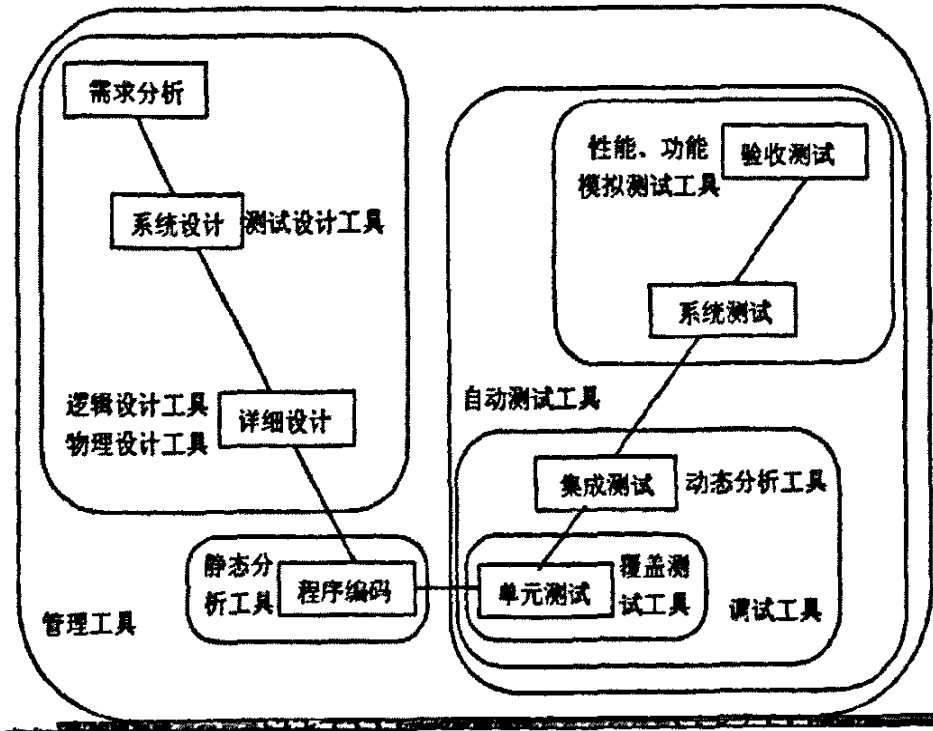 需求分析
性能、功能
模拟测试工具
验收测试
系统设计
测试设计工具
系统测试
逻辑设计工具
物理设计工具
详细设计
自动测试工具
集成测试
动态分析工具
静态分
析工具
程序编码
单元测试
覆盖测
试工具
调试工具
管理工具